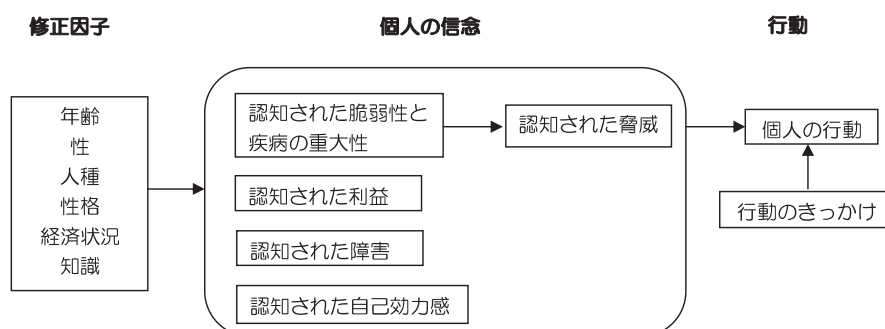 修正因子
個人の信念
行動
年齢
性
人種
性格
経済状況
知識
認知された脆弱性と
疾病の重大性
認知された脅威
認知された利益
認知された障害
認知された自己効力感
個人の行動
行動のきっかけ